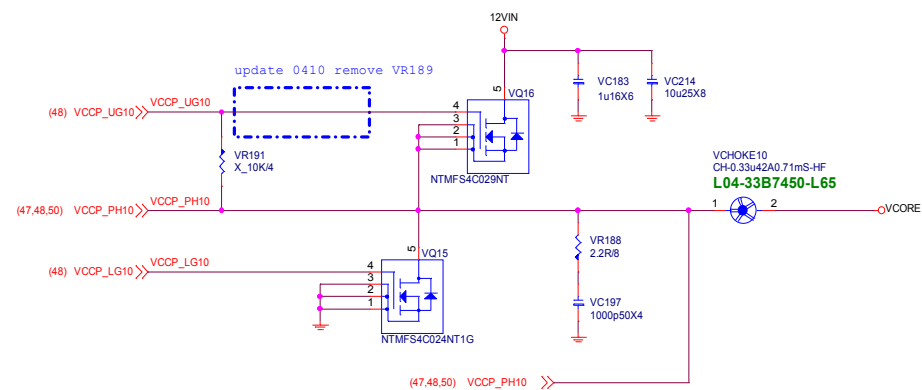 12VIN
update 0410 remove VR189
VC183
1u16X6
VC214
10u25X8
5
VQ16
(48) VCCP_UG10
VCCP_UG10
4
3
2
1
NTMFS4C029NT
VR191
X_10K/4
VCHOKE10
CH-0.33u42A0.71mS-HF
L04-33B7450-L65
(47,48,50) VCCP_PH10
VCCP_PH10
1
2
VCORE
5
VQ15
VR188
2.2R/8
(48) VCCP_LG10
VCCP_LG10
4
3
2
1
VC197
1000p50X4
NTMFS4C024NT1G
(47,48,50) VCCP_PH10